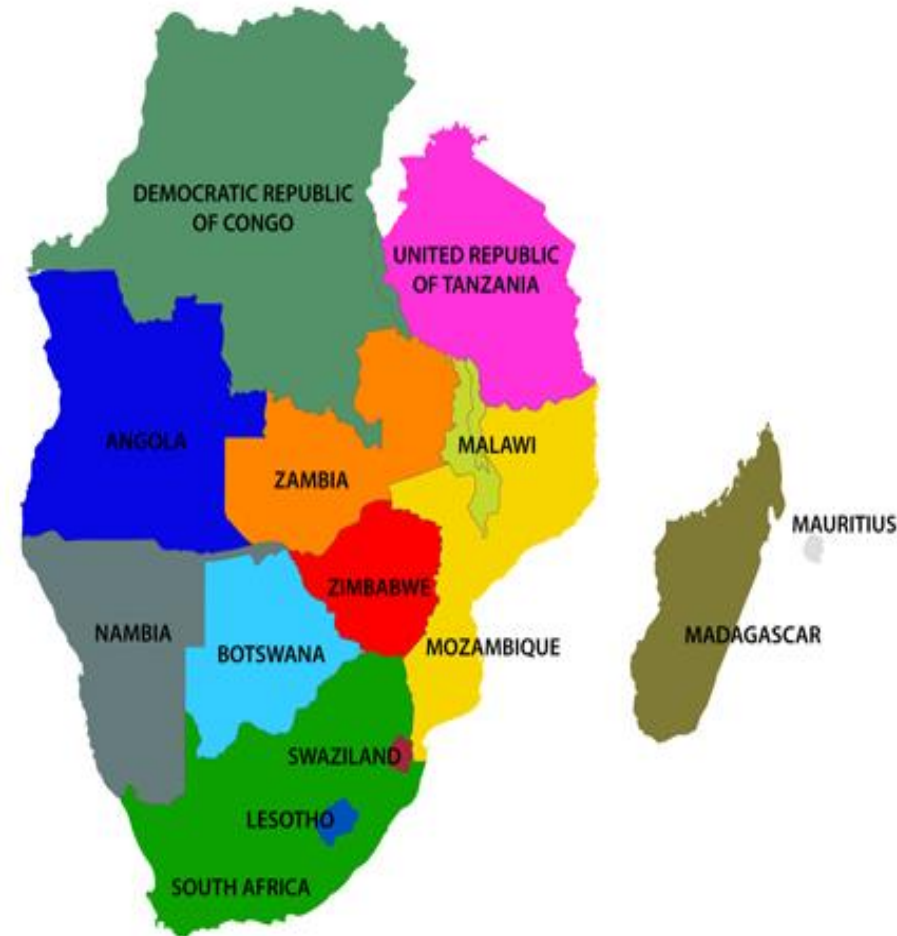 DEMOCRATIC REPUBLIC
OF CONGO
UNITED REPUBLIC
OF TANZANIA
ANGOLA
MALAWI
ZAMBIA
MAURITIUS
ZIMBABWE
NAMBIA
MADAGASCAR
BOTSWANA
MOZAMBIQUE
SWAZILAND
LESOTHO
SOUTH AFRICA